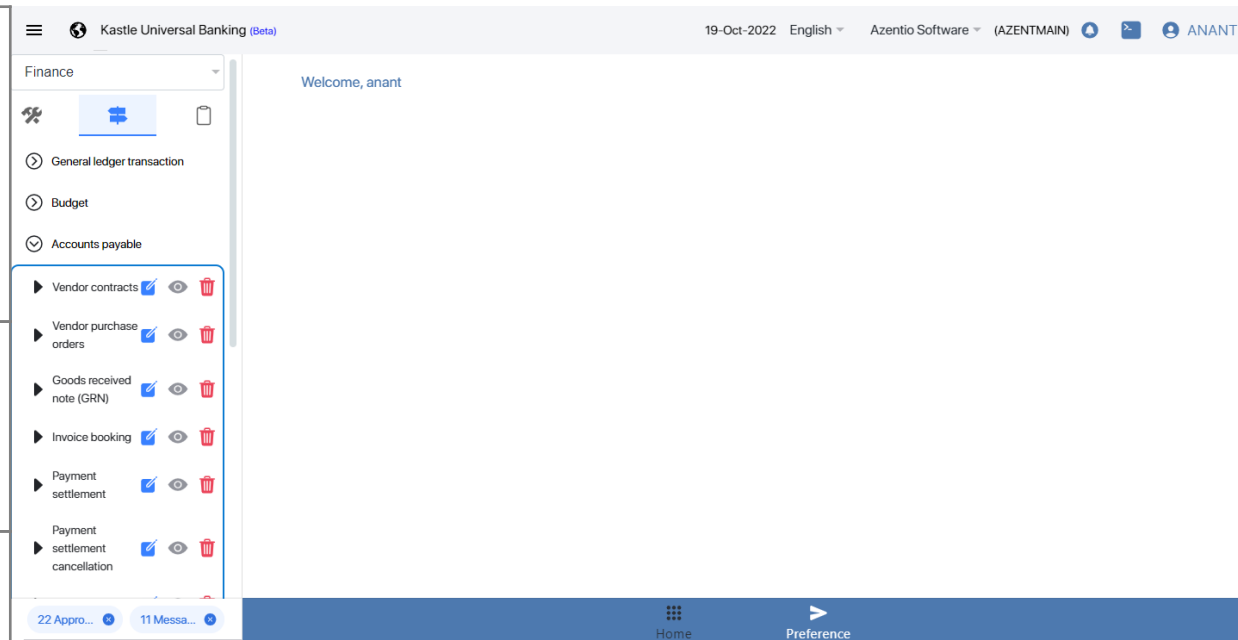 Kastle Universal Banking (Beta)
19-Oct-2022 English Azentio Software (AZENTMAIN) ANANT
Finance
Welcome, anant
General ledger transaction
Budget
Accounts payable
Vendor contracts
Vendor purchase
orders
Goods received
note (GRN)
Invoice booking
Payment
settlement
Payment
settlement
cancellation
22 Appro... 11 Messa...
Home
Preference